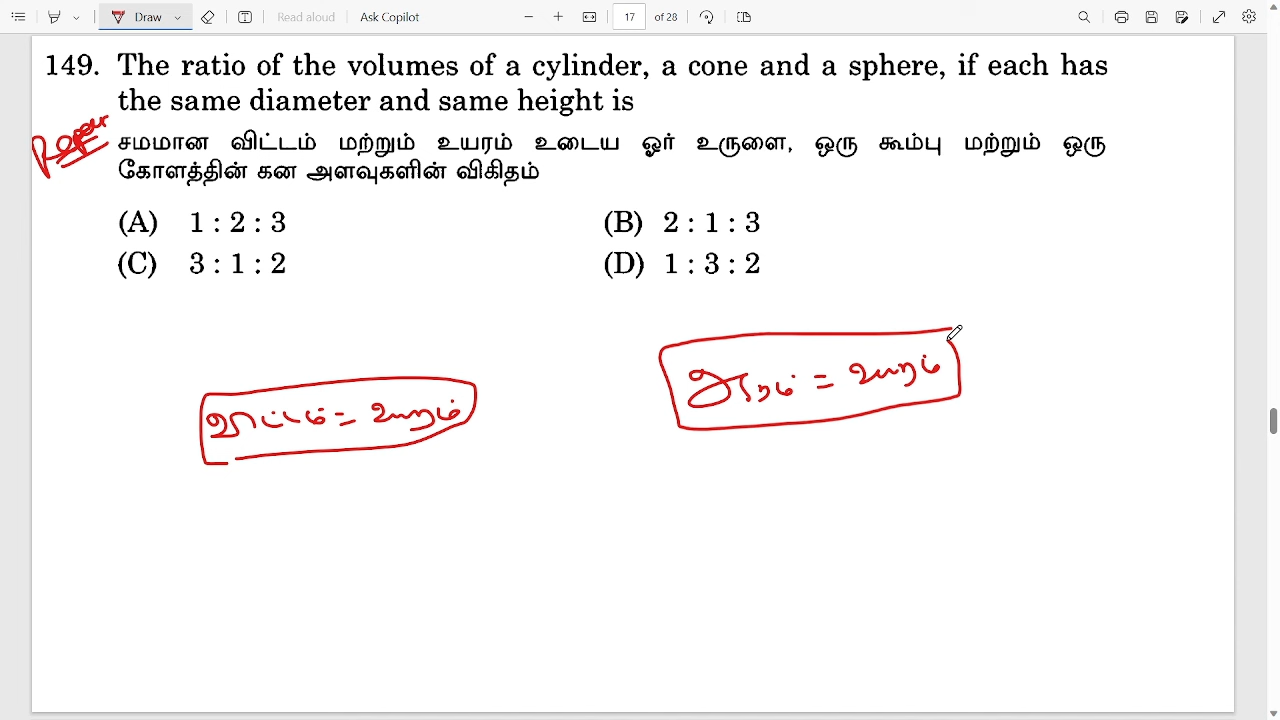 Draw
Read aloud
Ask Copilot
17 of 28
149. The ratio of the volumes of a cylinder, a cone and a sphere, if each has
the same diameter and same height is
சமமான விட்டம் மற்றும் உயரம் உடைய ஓர் உருளை, ஒரு கூம்பு மற்றும் ஒரு
கோளத்தின் கன அளவுகளின் விகிதம்
(A) 1 : 2 : 3
(B) 2 : 1 : 3
(C) 3 : 1 : 2
(D) 1 : 3 : 2
ஆரம் = உயரம்
விட்டம் = உயரம்